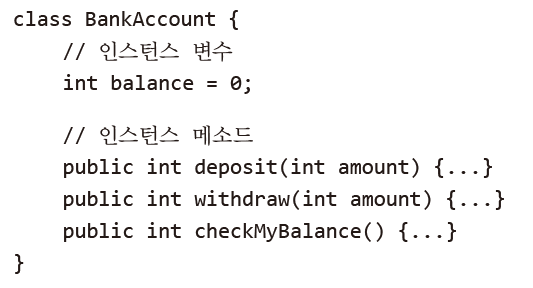 class BankAccount {
    // 인스턴스 변수
    int balance = 0;

    // 인스턴스 메소드
    public int deposit(int amount) {...}
    public int withdraw(int amount) {...}
    public int checkMyBalance() {...}
}